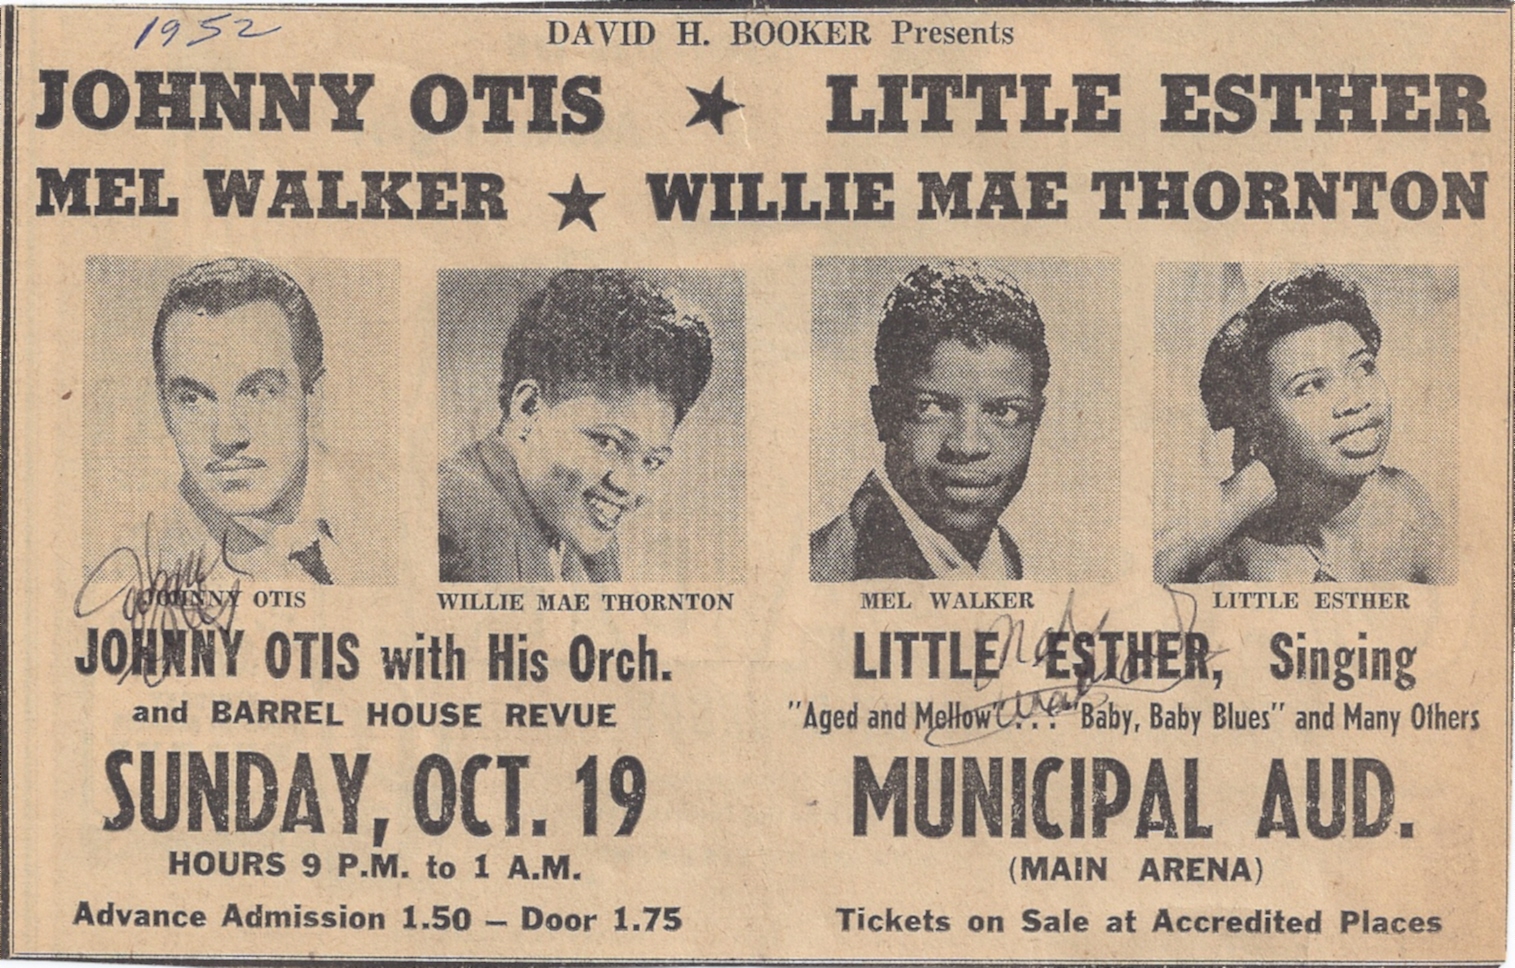 1952
DAVID H. BOOKER Presents
JOHNNY OTIS ★ LITTLE ESTHER
MEL WALKER ★ WILLIE MAE THORNTON
JOHNNY OTIS
WILLIE MAE THORNTON
MEL WALKER
LITTLE ESTHER
JOHNNY OTIS with His Orch.
and BARREL HOUSE REVUE
SUNDAY, OCT. 19
HOURS 9 P.M. to 1 A.M.
Advance Admission 1.50 – Door 1.75
LITTLE ESTHER, Singing
"Aged and Mellow" . . . "Baby, Baby Blues" and Many Others
MUNICIPAL AUD.
(MAIN ARENA)
Tickets on Sale at Accredited Places